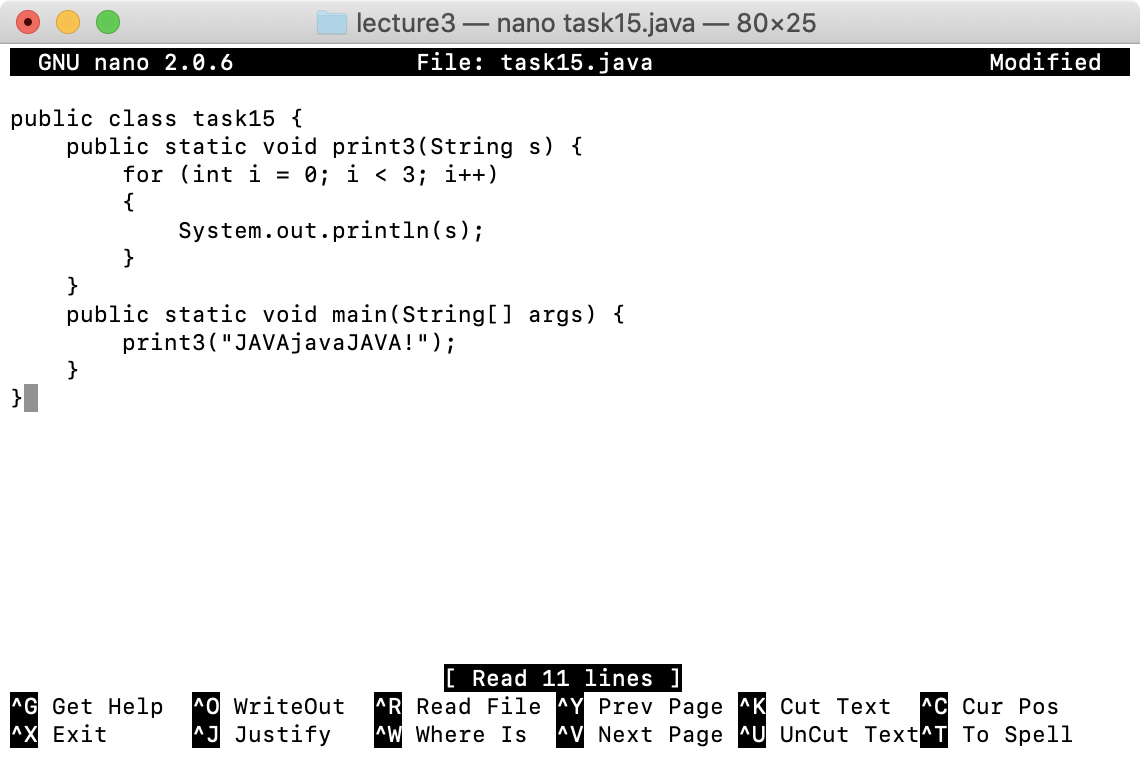 lecture3 — nano task15.java — 80×25
GNU nano 2.0.6 File: task15.java Modified
public class task15 {
    public static void print3(String s) {
        for (int i = 0; i < 3; i++)
        {
            System.out.println(s);
        }
    }
    public static void main(String[] args) {
        print3("JAVAjavaJAVA!");
    }
}
[ Read 11 lines ]
^G Get Help ^O WriteOut ^R Read File ^Y Prev Page ^K Cut Text ^C Cur Pos
^X Exit ^J Justify ^W Where Is ^V Next Page ^U UnCut Text ^T To Spell